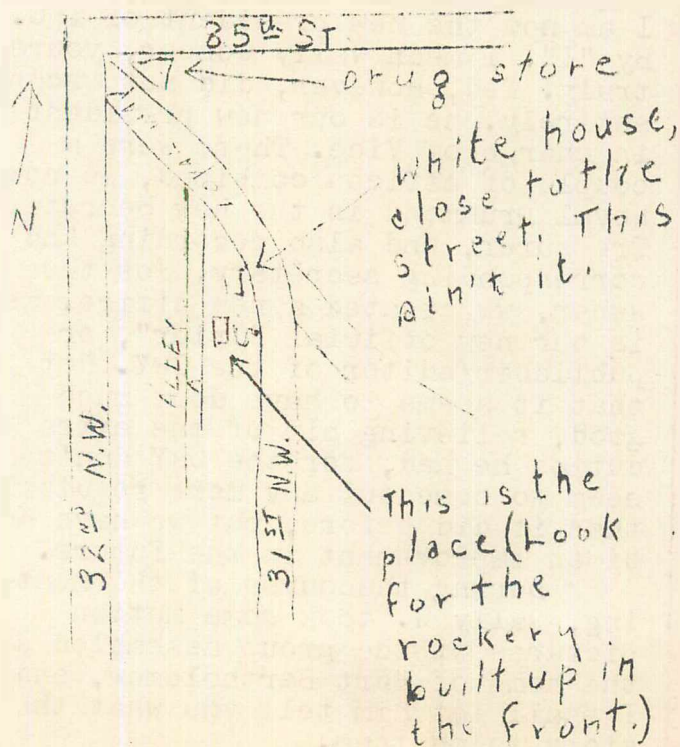 85th ST
drug store
N
white house,
close to the
street. This
ain't it.
ALLEY
32nd N.W.
31ST N.W.
This is the
place (Look
for the
rockery
built up in
the front)